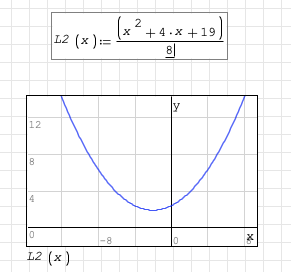 L2(x):=(x^2+4·x+19)/8
y
12
8
4
0
-8 0 8 x
L2(x)